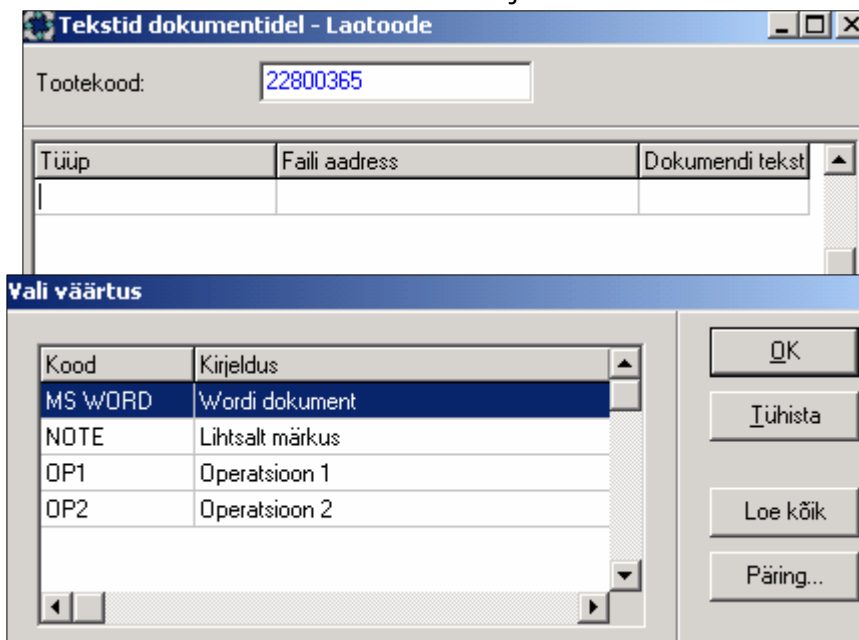 Tekstid dokumentidel - Laotoode
Tootekood: 22800365
Tüüp Faili aadress Dokumendi tekst
Vali väärtus
Kood Kirjeldus
MS WORD Wordi dokument
NOTE Lihtsalt märkus
OP1 Operatsioon 1
OP2 Operatsioon 2
OK
Tühista
Loe kõik
Päring...